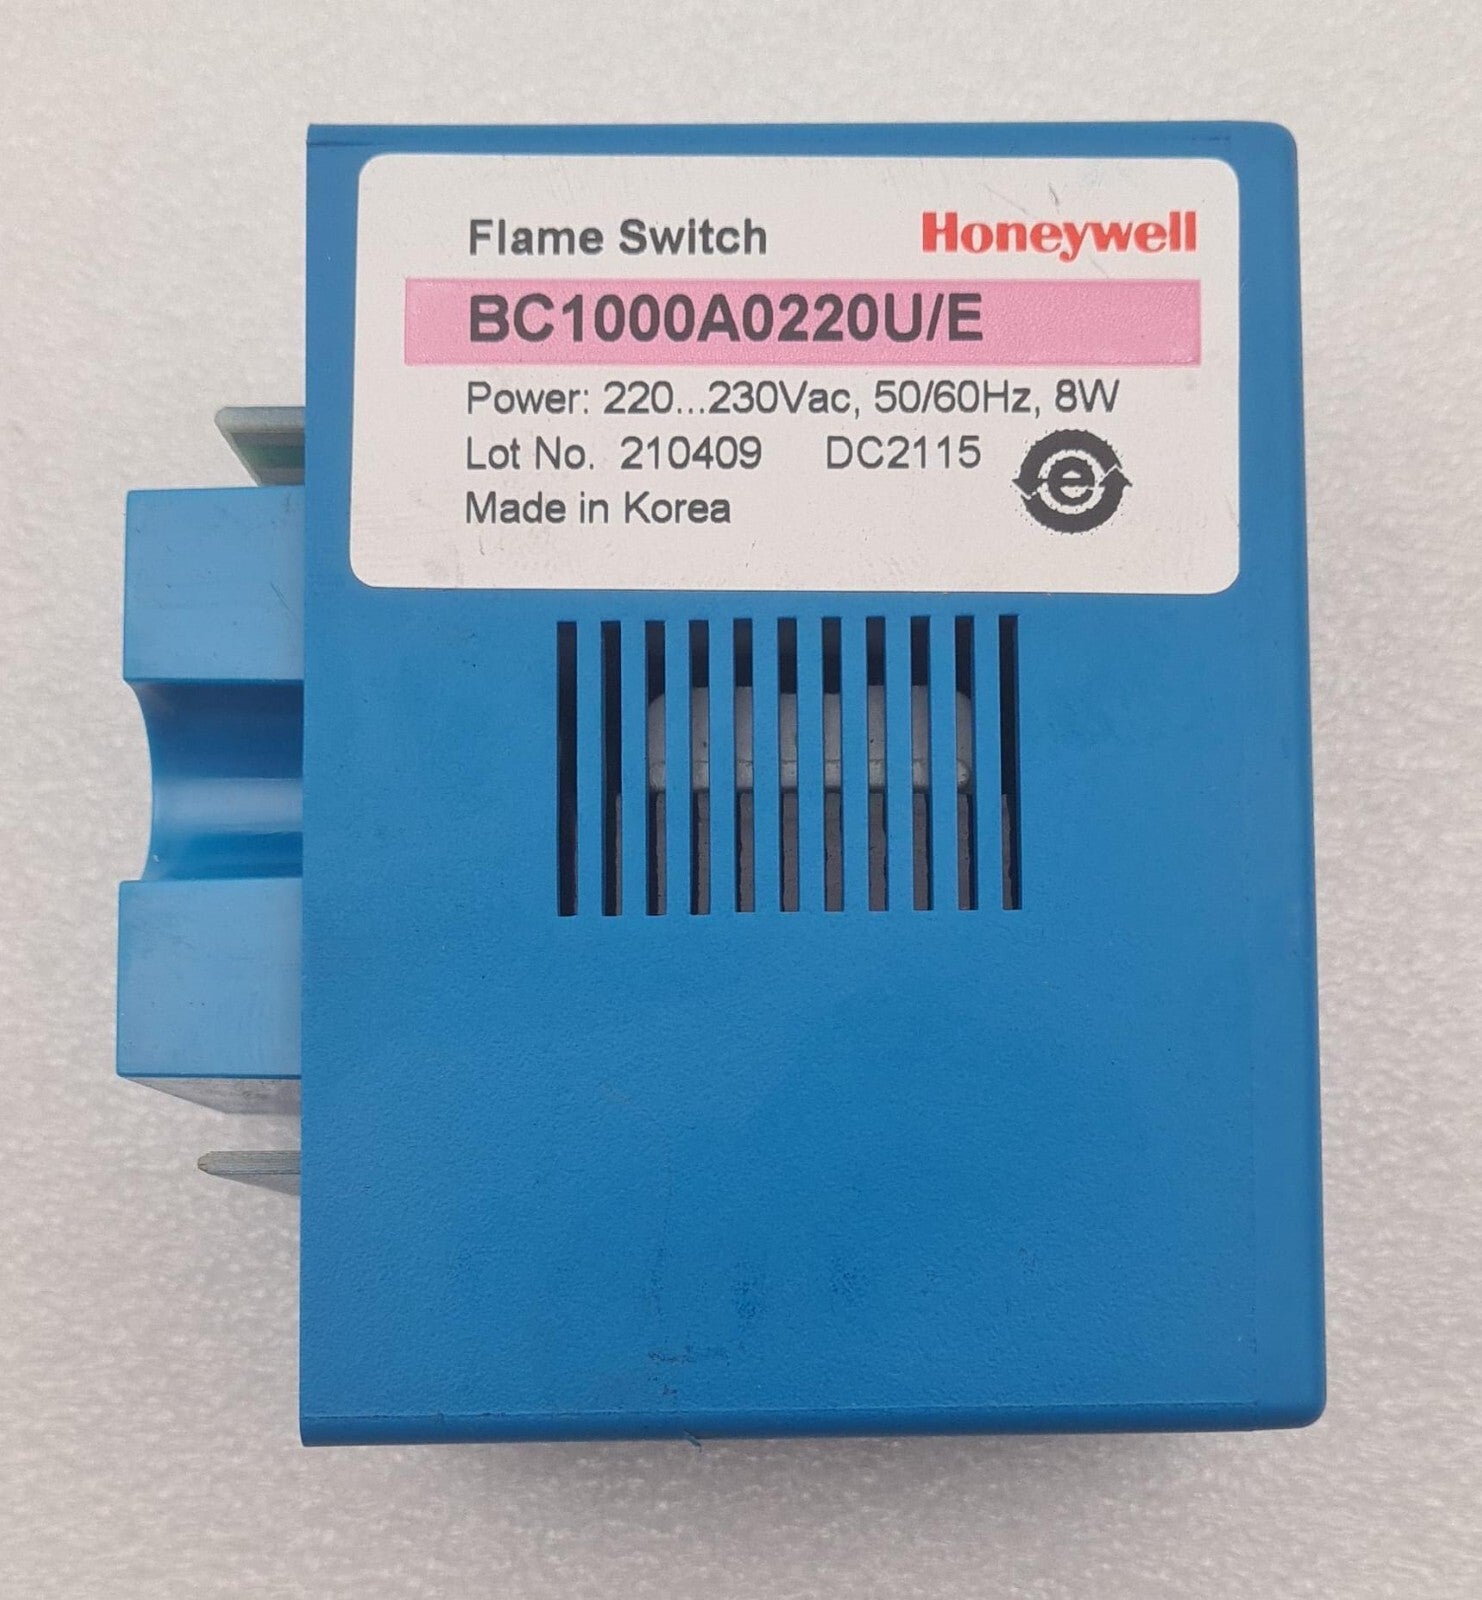 Flame Switch Honeywell
BC1000A0220U/E
Power: 220...230Vac, 50/60Hz, 8W
Lot No. 210409 DC2115
e
Made in Korea